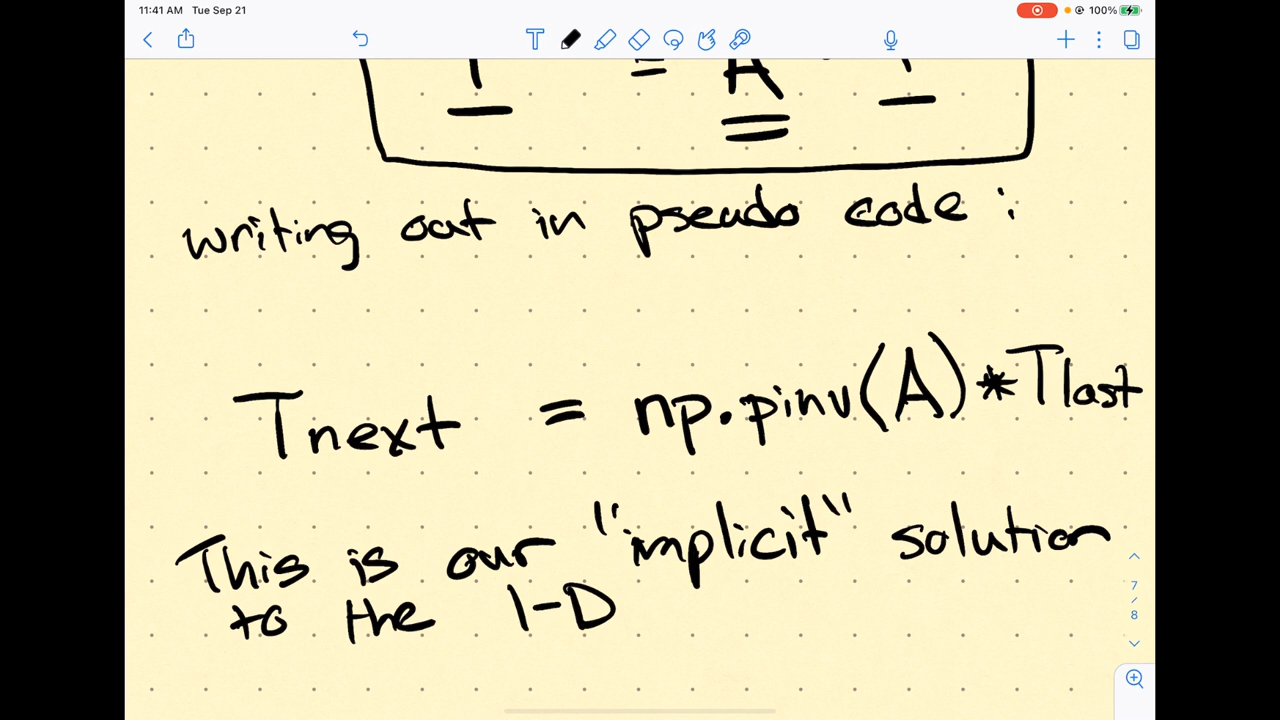 11:41 AM Tue Sep 21
100%
= A
writing out in pseudo code :
Tnext = np.pinv(A)*Tlast
This is our "implicit" solution
to the 1-D
7
/
8